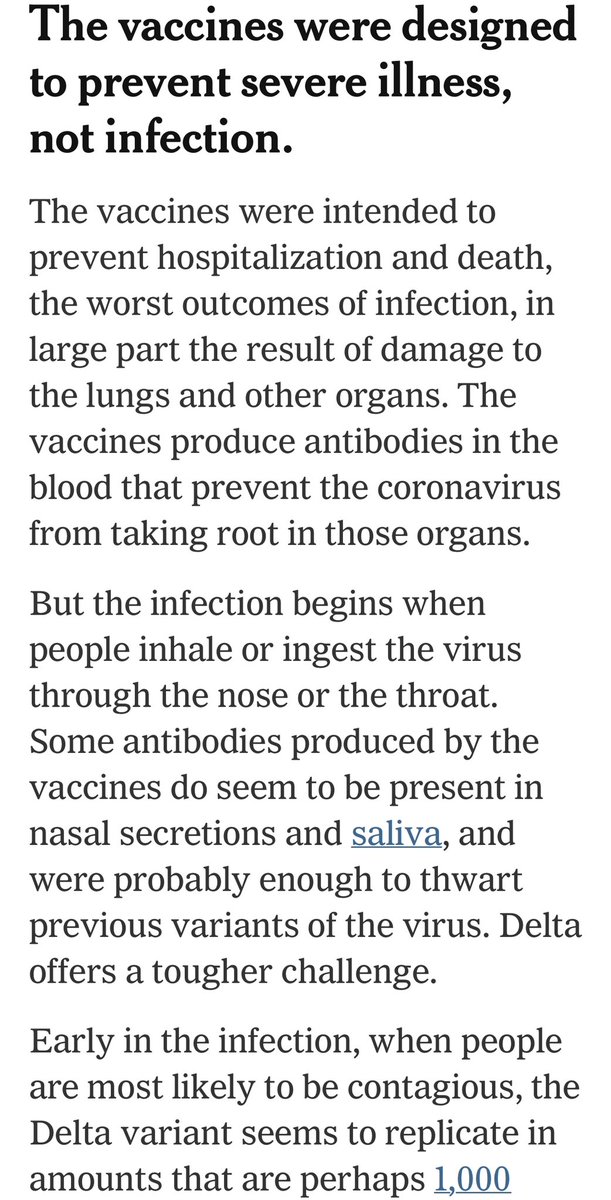 The vaccines were designed
to prevent severe illness,
not infection.
The vaccines were intended to
prevent hospitalization and death,
the worst outcomes of infection, in
large part the result of damage to
the lungs and other organs. The
vaccines produce antibodies in the
blood that prevent the coronavirus
from taking root in those organs.
But the infection begins when
people inhale or ingest the virus
through the nose or the throat.
Some antibodies produced by the
vaccines do seem to be present in
nasal secretions and saliva, and
were probably enough to thwart
previous variants of the virus. Delta
offers a tougher challenge.
Early in the infection, when people
are most likely to be contagious, the
Delta variant seems to replicate in
amounts that are perhaps 1,000